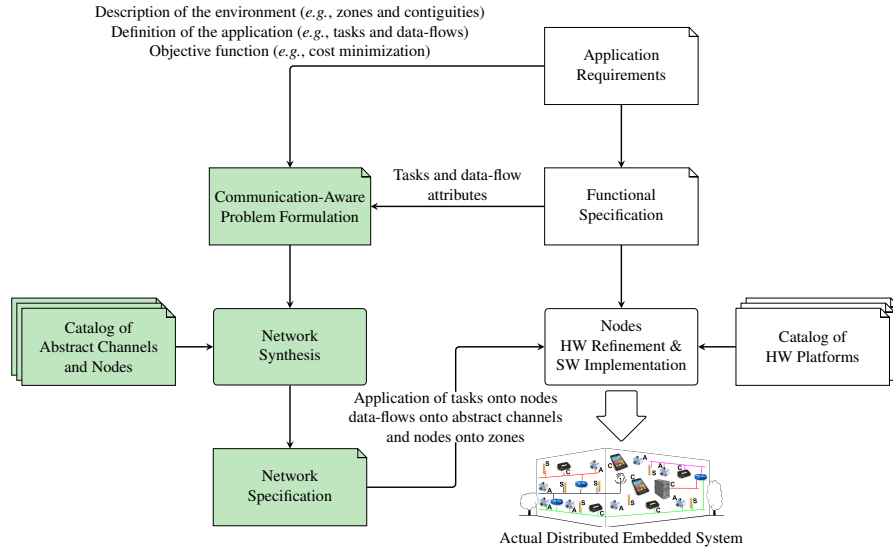 Description of the environment (e.g., zones and contiguities)
Definition of the application (e.g., tasks and data-flows)
Objective function (e.g., cost minimization)
Application
Requirements
Communication-Aware
Problem Formulation
Tasks and data-flow
attributes
Functional
Specification
Catalog of
Abstract Channels
and Nodes
Network
Synthesis
Nodes
HW Refinement &
SW Implementation
Catalog of
HW Platforms
Application of tasks onto nodes
data-flows onto abstract channels
and nodes onto zones
Network
Specification
Actual Distributed Embedded System